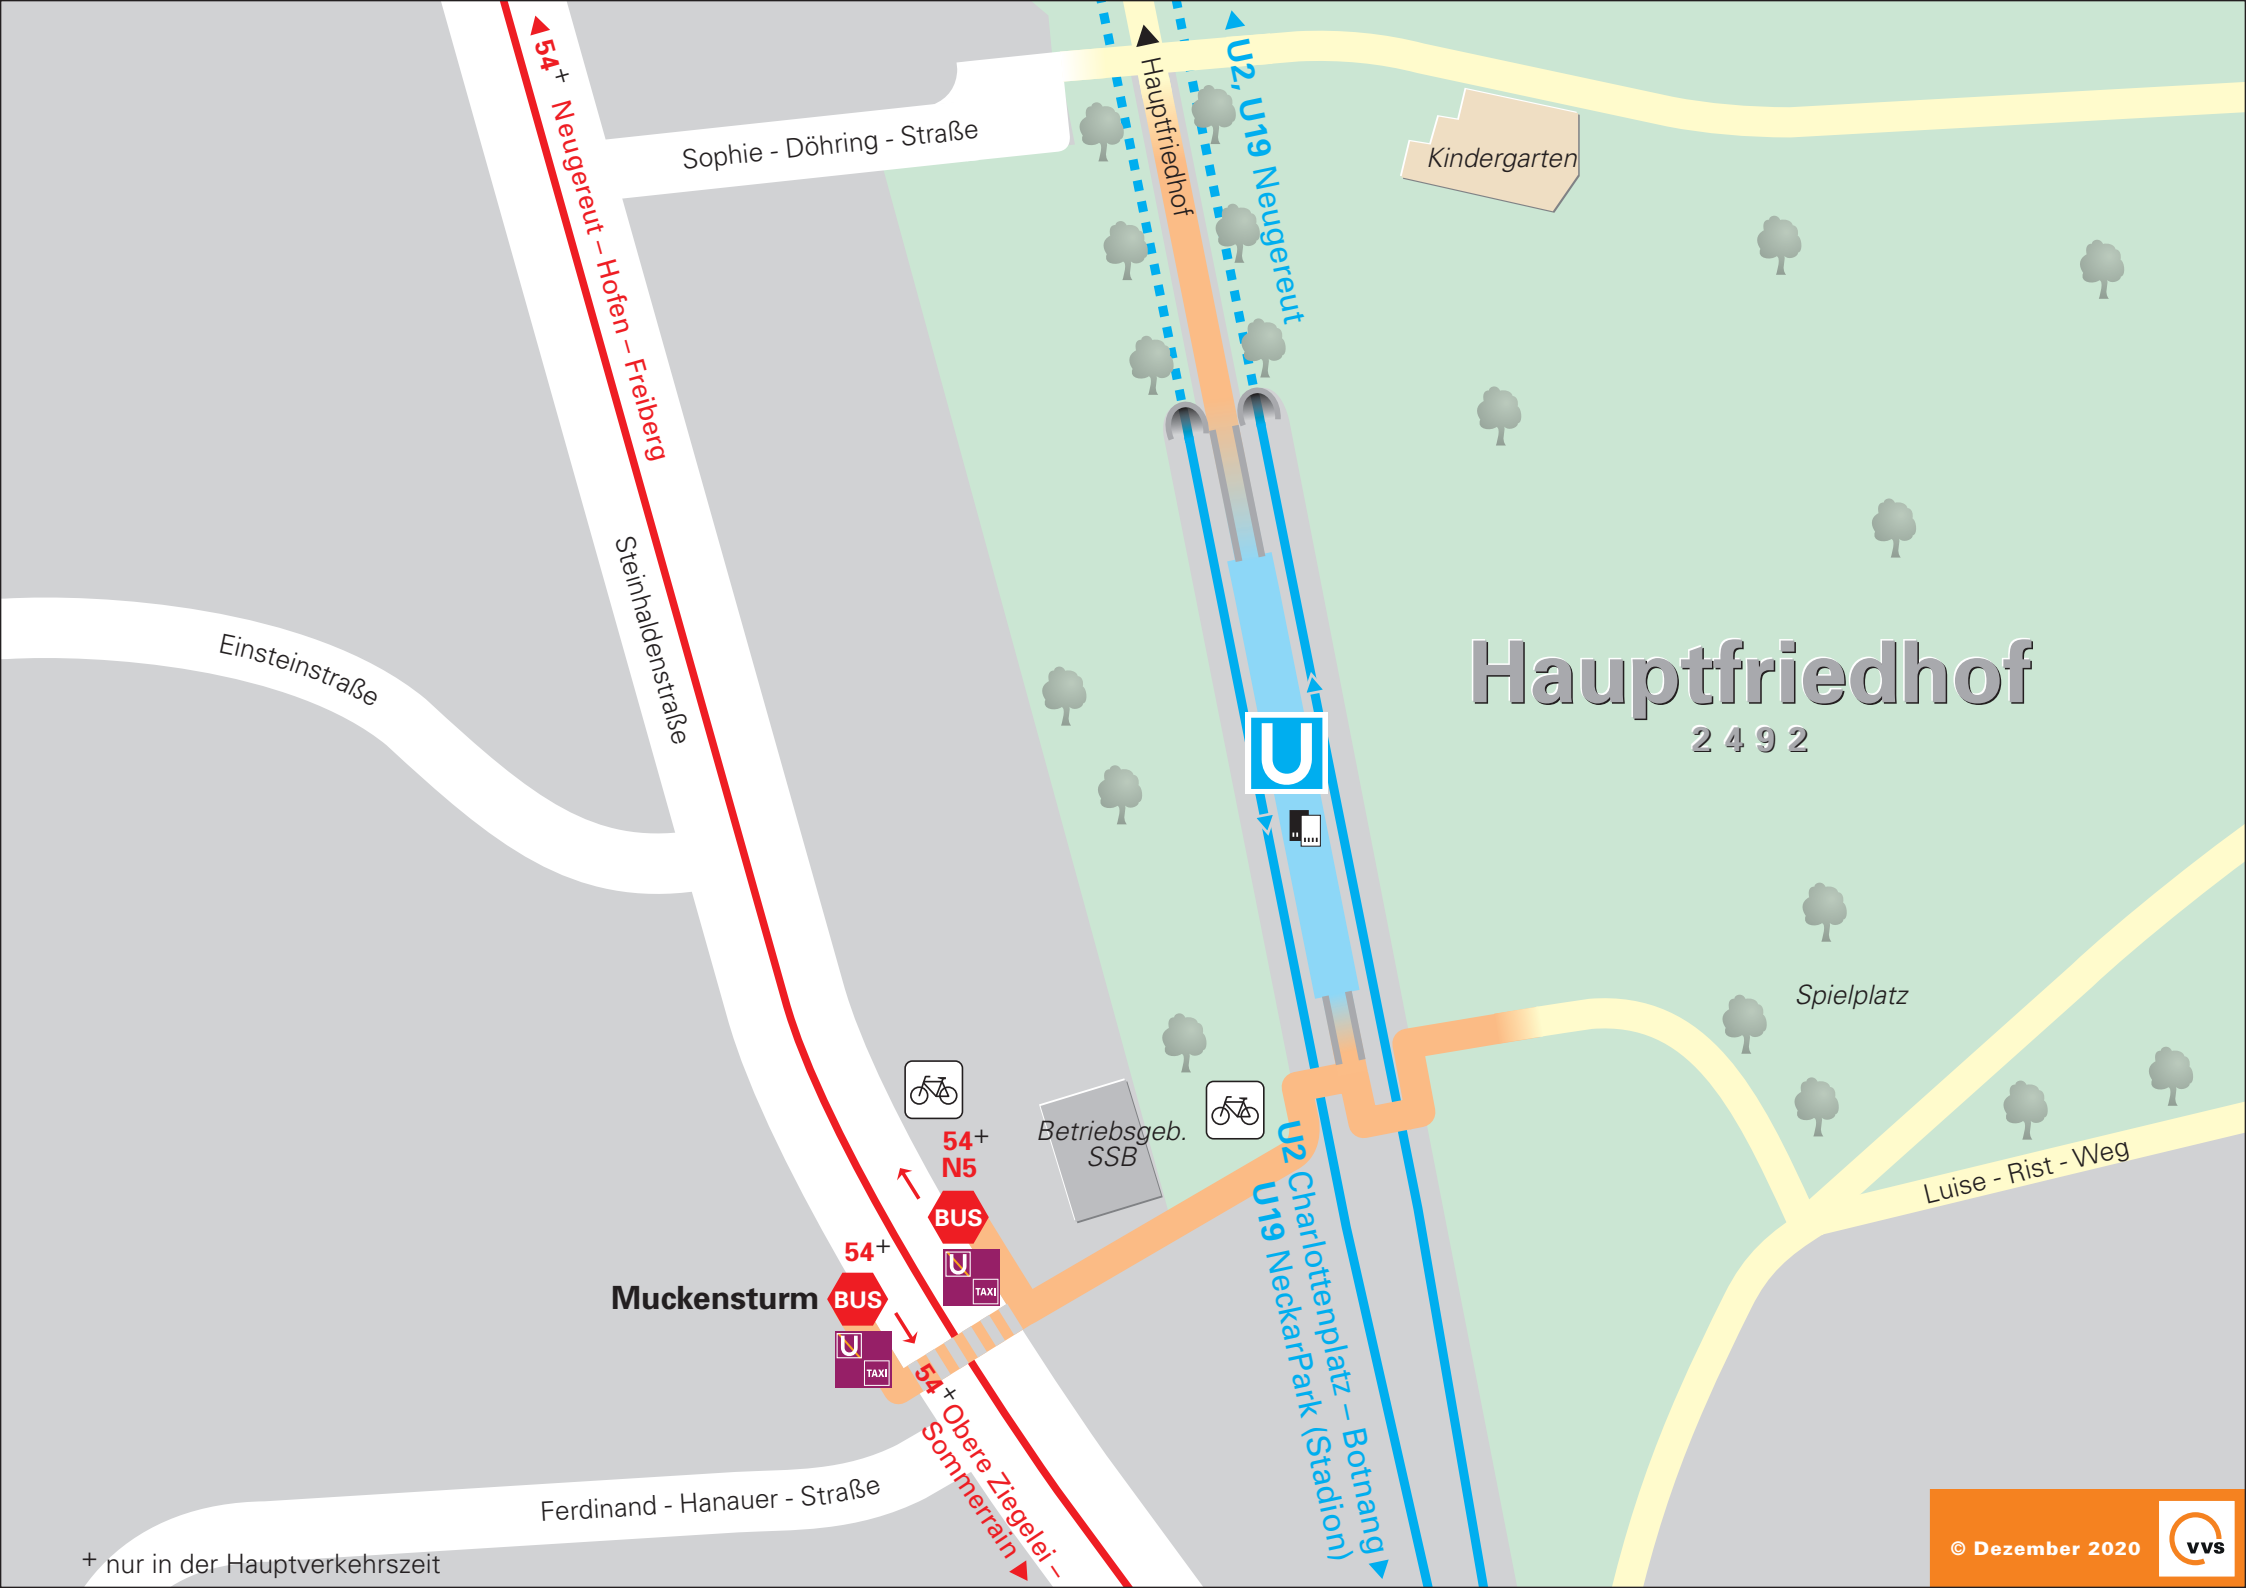 54+ Neugereut – Hofen – Freiberg
Sophie - Döhring - Straße
Hauptfriedhof
U2, U19 Neugereut
Kindergarten
Steinhaldenstraße
Einsteinstraße
Hauptfriedhof
2492
U
Spielplatz
Luise - Rist - Weg
Betriebsgeb.
SSB
54+
N5
BUS
U
TAXI
54+
Muckensturm
BUS
U
TAXI
54+ Obere Ziegelei –
Sommerrain
U2 Charlottenplatz – Botnang
U19 NeckarPark (Stadion)
Ferdinand - Hanauer - Straße
+ nur in der Hauptverkehrszeit
© Dezember 2020
vvs